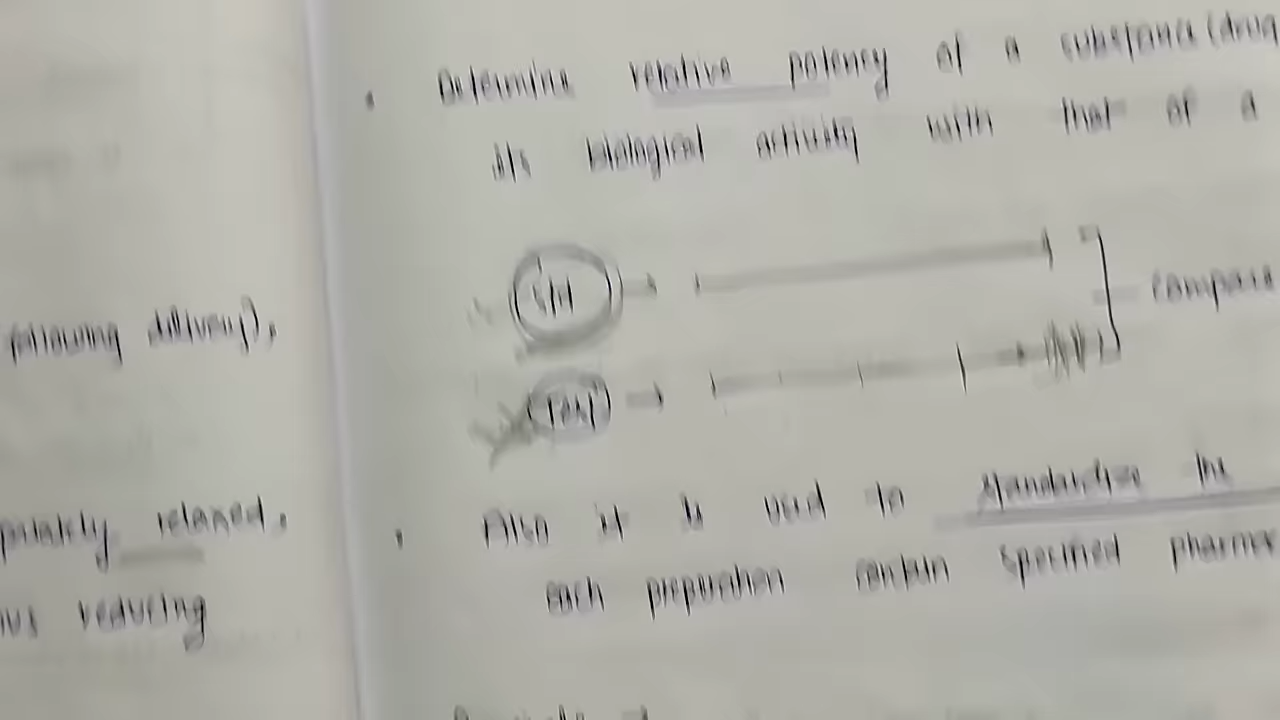 following delivery),
relaxed,
reducing
Determine relative potency of a substance (drug
its biological activity with that of a
Std
compare
Test
Also it is used to standardize the
each preparation contain specified